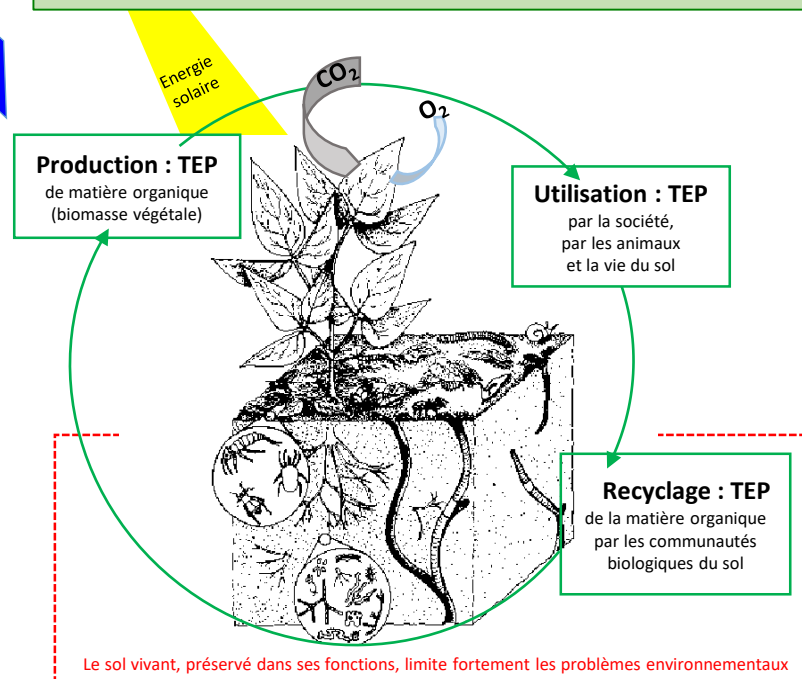 Energie
solaire
CO₂
O₂
Production : TEP
de matière organique
(biomasse végétale)
Utilisation : TEP
par la société,
par les animaux
et la vie du sol
Recyclage : TEP
de la matière organique
par les communautés
biologiques du sol
Le sol vivant, préservé dans ses fonctions, limite fortement les problèmes environnementaux